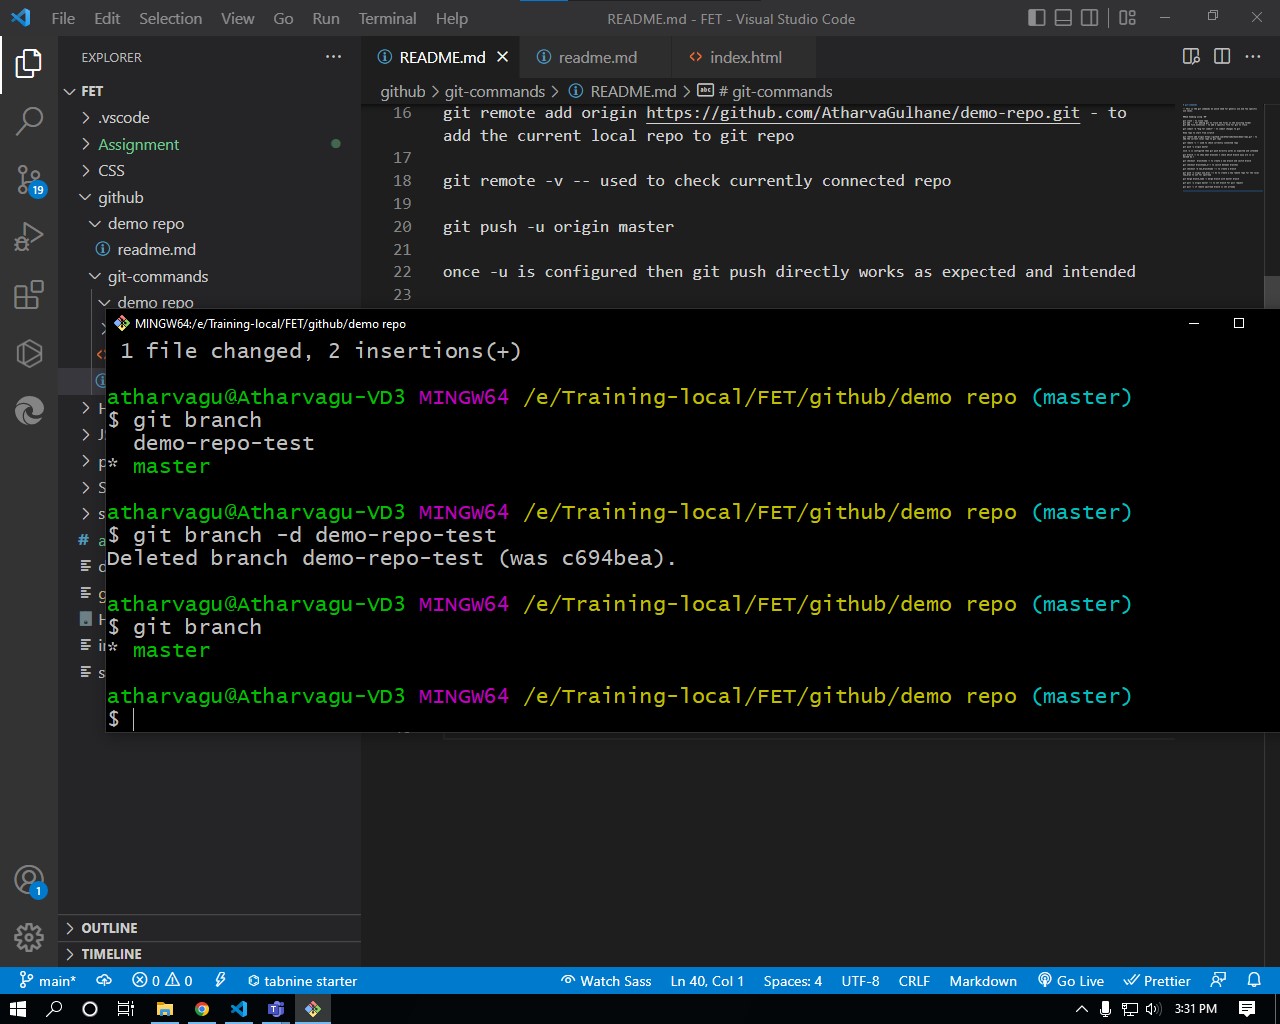 File Edit Selection View Go Run Terminal Help README.md - FET - Visual Studio Code
EXPLORER
README.md readme.md index.html
FET
github > git-commands > README.md > # git-commands
.vscode
Assignment
CSS
github
demo repo
readme.md
git-commands
demo repo
19
16 git remote add origin https://github.com/AtharvaGulhane/demo-repo.git - to
add the current local repo to git repo
17
18 git remote -v -- used to check currently connected repo
19
20 git push -u origin master
21
22 once -u is configured then git push directly works as expected and intended
23
MINGW64:/e/Training-local/FET/github/demo repo
1 file changed, 2 insertions(+)
atharvagu@Atharvagu-VD3 MINGW64 /e/Training-local/FET/github/demo repo (master)
$ git branch
demo-repo-test
* master
atharvagu@Atharvagu-VD3 MINGW64 /e/Training-local/FET/github/demo repo (master)
$ git branch -d demo-repo-test
Deleted branch demo-repo-test (was c694bea).
atharvagu@Atharvagu-VD3 MINGW64 /e/Training-local/FET/github/demo repo (master)
$ git branch
* master
atharvagu@Atharvagu-VD3 MINGW64 /e/Training-local/FET/github/demo repo (master)
$
1
OUTLINE
TIMELINE
main* 0 0 tabnine starter Watch Sass Ln 40, Col 1 Spaces: 4 UTF-8 CRLF Markdown Go Live Prettier
3:31 PM